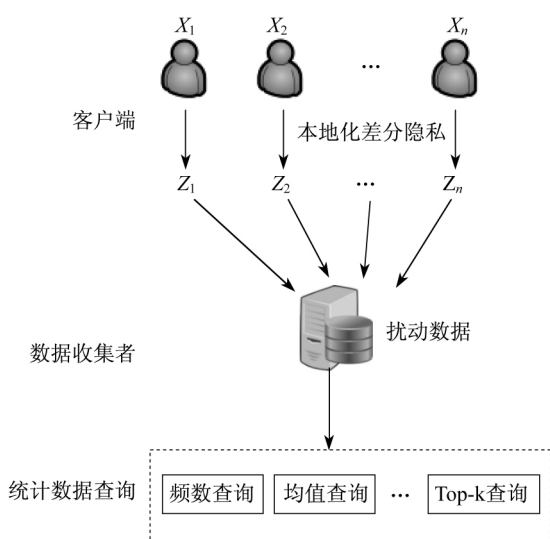 X1 X2 ... Xn
客户端
本地化差分隐私
Z1 Z2 ... Zn
扰动数据
数据收集者
统计数据查询 频数查询 均值查询 ... Top-k查询